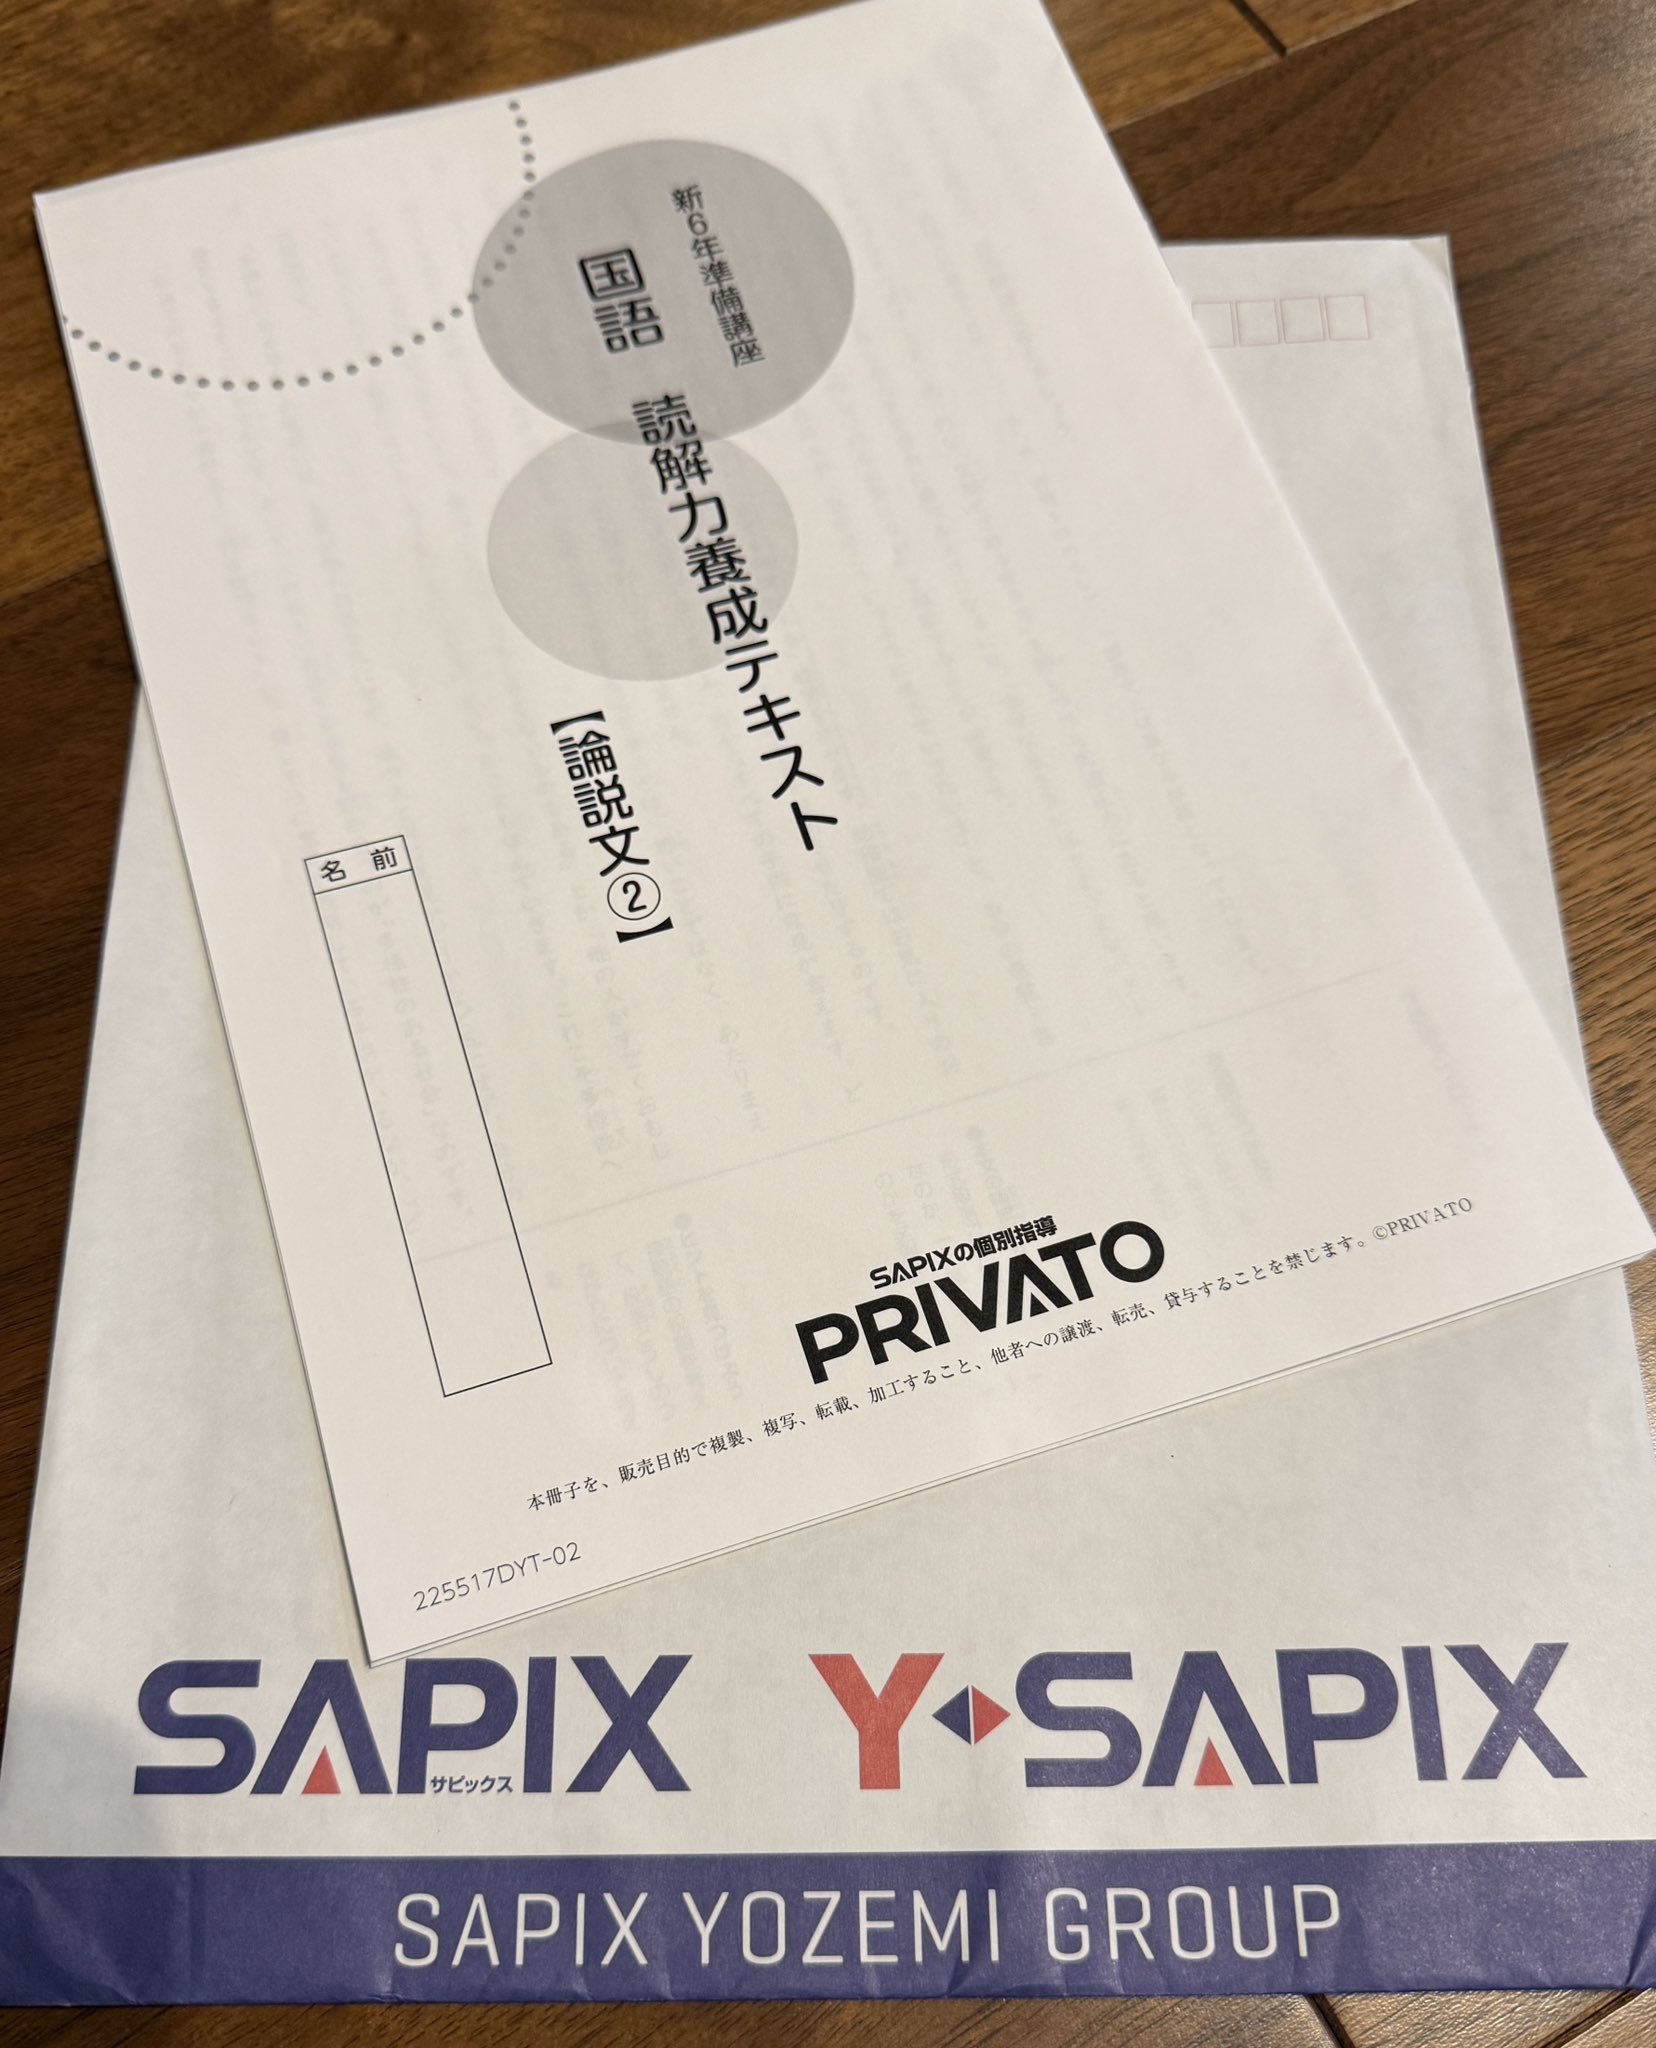 新6年準備講座
国語 読解力養成テキスト
【論説文②】
名 前
SAPIXの個別指導
PRIVATO
本冊子を、販売目的で複製、複写、転載、加工すること、他者への譲渡、転売、貸与することを禁じます。©PRIVATO
225517DYT-02
SAPIX
サピックス
Y SAPIX
SAPIX YOZEMI GROUP